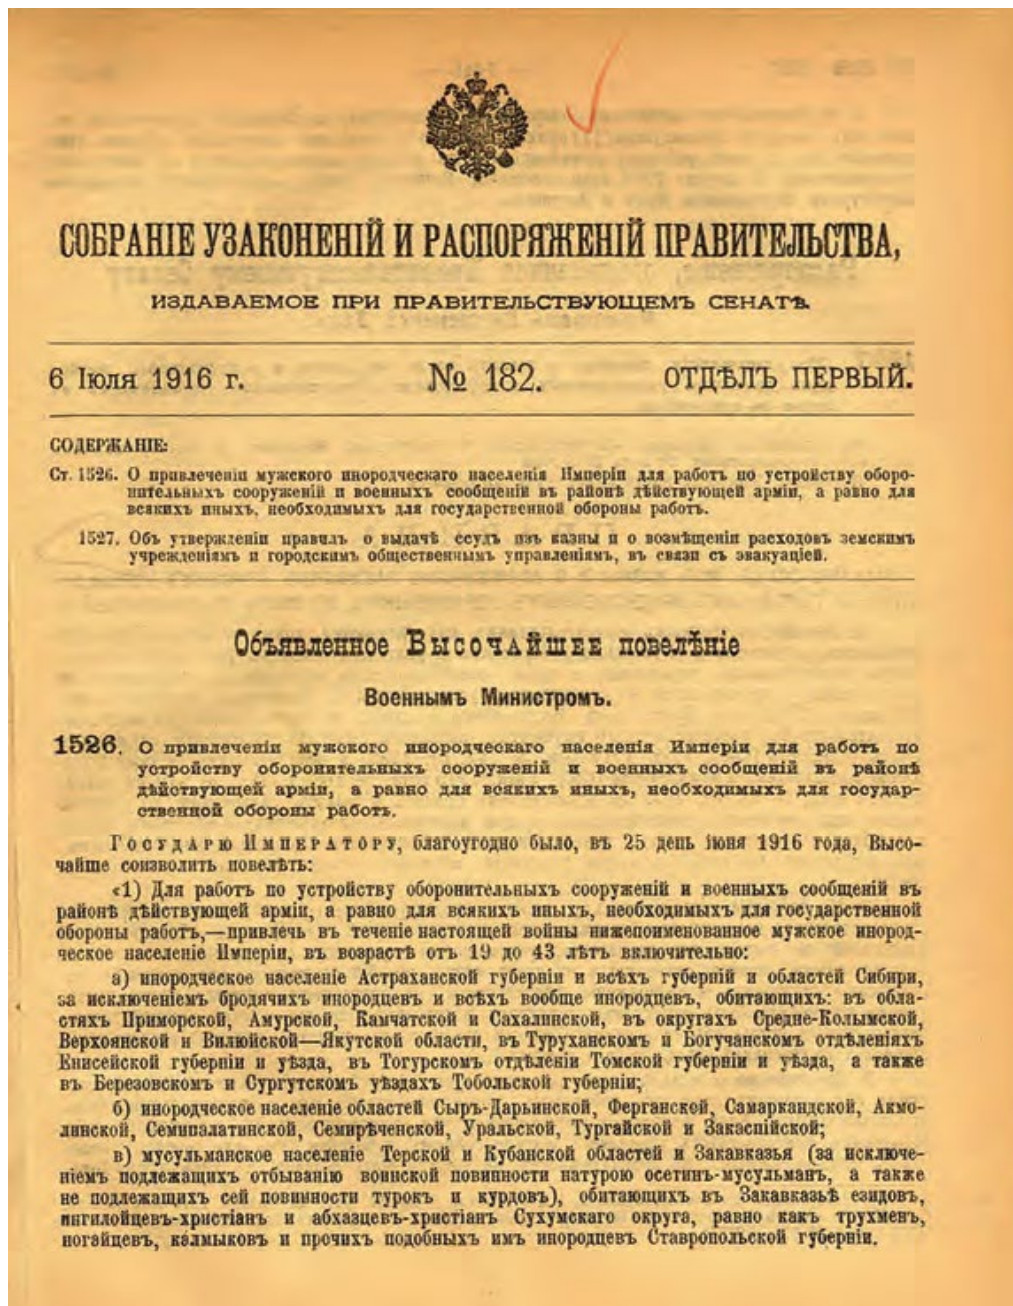 СОБРАНІЕ УЗАКОНЕНІЙ И РАСПОРЯЖЕНІЙ ПРАВИТЕЛЬСТВА,
ИЗДАВАЕМОЕ ПРИ ПРАВИТЕЛЬСТВУЮЩЕМЪ СЕНАТѢ.
6 Іюля 1916 г. № 182. ОТДѢЛЪ ПЕРВЫЙ.
СОДЕРЖАНІЕ:
Ст. 1526. О привлеченіи мужского инородческаго населенія Имперіи для работъ по устройству оборо-
нительныхъ сооруженій и военныхъ сообщеній въ районѣ дѣйствующей арміи, а равно для
всякихъ иныхъ, необходимыхъ для государственной обороны работъ.
1527. Объ утвержденіи правилъ о выдачѣ ссудъ изъ казны и о возмѣщеніи расходовъ земскимъ
учрежденіямъ и городскимъ общественнымъ управленіямъ, въ связи съ эвакуаціей.
Объявленное Высочайшее повелѣніе
Военнымъ Министромъ.
1526. О привлеченіи мужского инородческаго населенія Имперіи для работъ по
устройству оборонительныхъ сооруженій и военныхъ сообщеній въ районѣ
дѣйствующей арміи, а равно для всякихъ иныхъ, необходимыхъ для государ-
ственной обороны работъ.
Государю Императору, благоугодно было, въ 25 день іюня 1916 года, Высо-
чайше соизволить повелѣть:
«1) Для работъ по устройству оборонительныхъ сооруженій и военныхъ сообщеній въ
районѣ дѣйствующей арміи, а равно для всякихъ иныхъ, необходимыхъ для государственной
обороны работъ,—привлечь въ теченіе настоящей войны нижепоименованное мужское инород-
ческое населеніе Имперіи, въ возрастѣ отъ 19 до 43 лѣтъ включительно:
а) инородческое населеніе Астраханской губерніи и всѣхъ губерній и областей Сибири,
за исключеніемъ бродячихъ инородцевъ и всѣхъ вообще инородцевъ, обитающихъ: въ обла-
стяхъ Приморской, Амурской, Камчатской и Сахалинской, въ округахъ Средне-Колымской,
Верхоянской и Вилюйской—Якутской области, въ Туруханскомъ и Богучанскомъ отдѣленіяхъ
Енисейской губерніи и уѣзда, въ Тогурскомъ отдѣленіи Томской губерніи и уѣзда, а также
въ Березовскомъ и Сургутскомъ уѣздахъ Тобольской губерніи;
б) инородческое населеніе областей Сыръ-Дарьинской, Ферганской, Самаркандской, Акмо-
линской, Семипалатинской, Семирѣченской, Уральской, Тургайской и Закаспійской;
в) мусульманское населеніе Терской и Кубанской областей и Закавказья (за исключе-
ніемъ подлежащихъ отбыванію воинской повинности натурою осетинъ-мусульманъ, а также
не подлежащихъ сей повинности турокъ и курдовъ), обитающихъ въ Закавказьѣ езидовъ,
ингилойцевъ-христіанъ и абхазцевъ-христіанъ Сухумскаго округа, равно какъ трухменъ,
ногайцевъ, калмыковъ и прочихъ подобныхъ имъ инородцевъ Ставропольской губерніи.